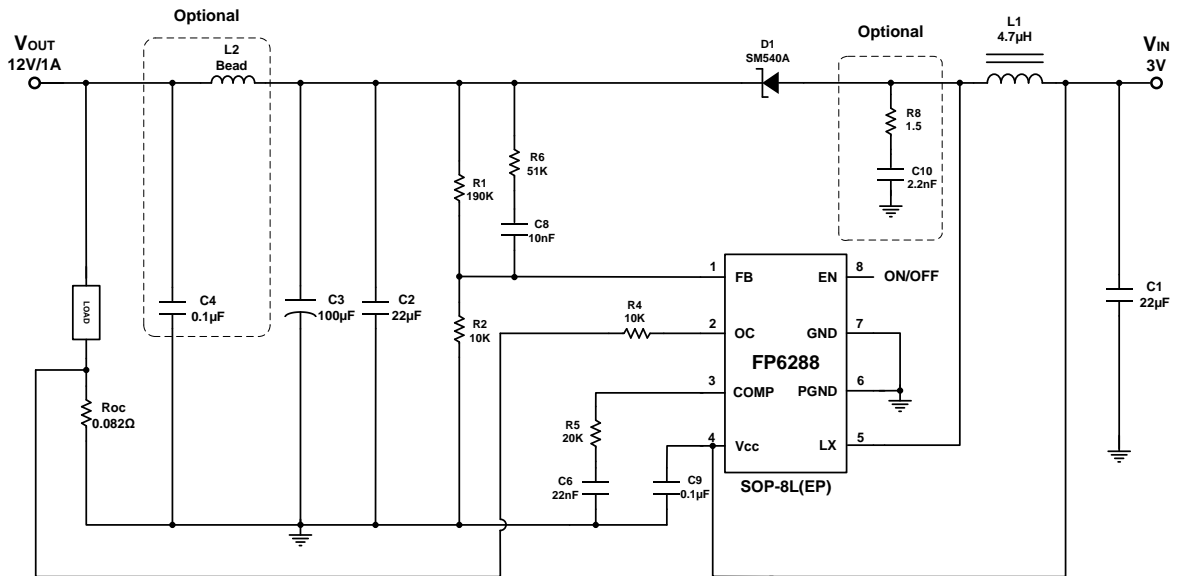 Optional
VOUT
12V/1A
L2
Bead
D1
SM540A
Optional
L1
4.7µH
VIN
3V
R8
1.5
C10
2.2nF
R6
51K
R1
190K
C8
10nF
C4
0.1µF
C3
100µF
C2
22µF
R2
10K
R4
10K
LOAD
Roc
0.082Ω
1
FB
EN
8
ON/OFF
2
OC
GND
7
FP6288
3
COMP
PGND
6
4
Vcc
LX
5
SOP-8L(EP)
C1
22µF
R5
20K
C6
22nF
C9
0.1µF